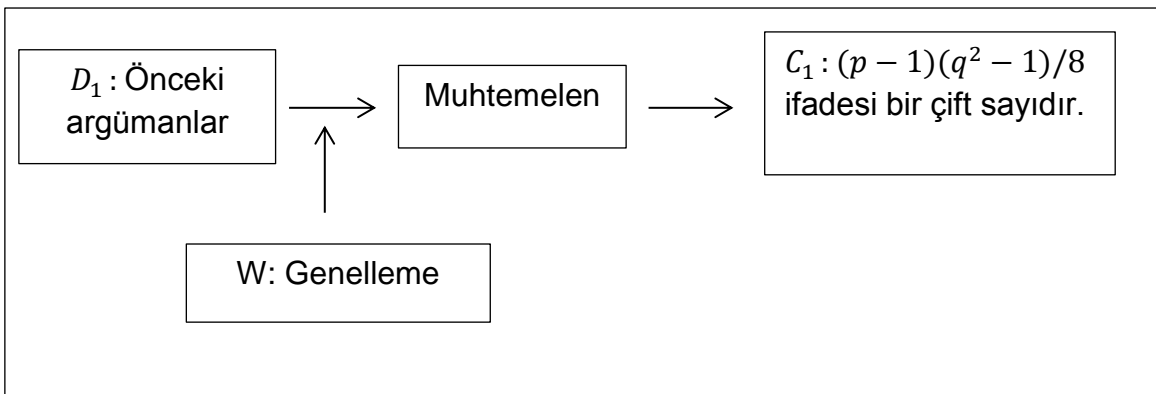 D₁ : Önceki
argümanlar
Muhtemelen
C₁ : (p − 1)(q² − 1)/8
ifadesi bir çift sayıdır.
W: Genelleme